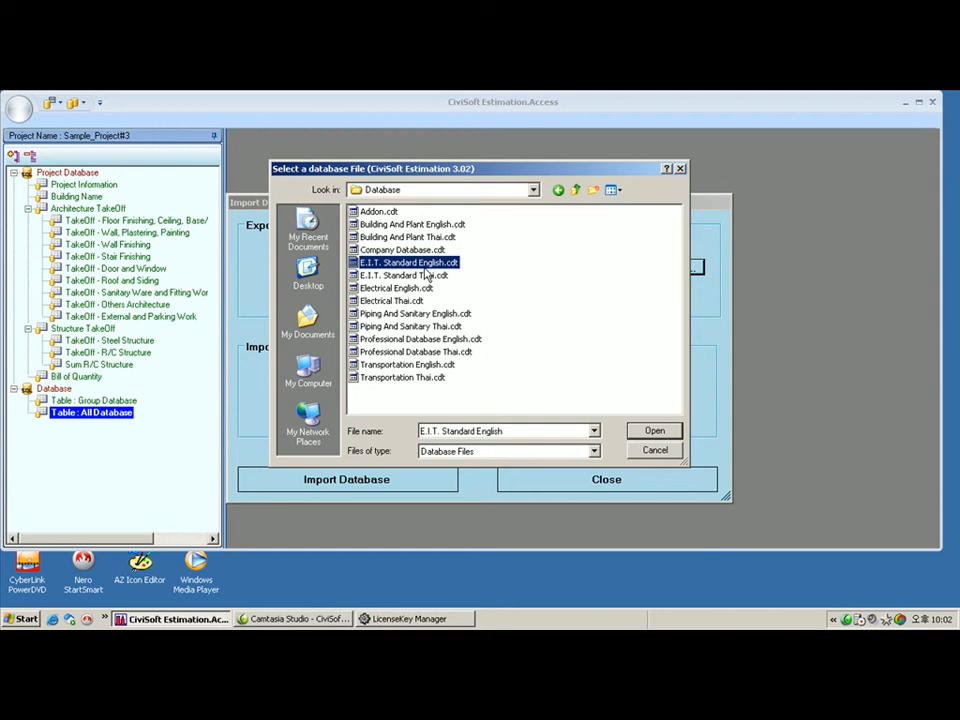 CiviSoft Estimation.Access
Project Name : Sample_Project#3
Project Database
Project Information
Building Name
Architecture TakeOff
TakeOff - Floor Finishing, Ceiling, Base/
TakeOff - Wall, Plastering, Painting
TakeOff - Wall Finishing
TakeOff - Stair Finishing
TakeOff - Door and Window
TakeOff - Roof and Siding
TakeOff - Sanitary Ware and Fitting Wor
TakeOff - Others Architecture
TakeOff - External and Parking Work
Structure TakeOff
TakeOff - Steel Structure
TakeOff - R/C Structure
Sum R/C Structure
Bill of Quantity
Database
Table : Group Database
Table : All Database
Import D
Expo
Impor
...
Import Database
Close
Select a database File (CiviSoft Estimation 3.02)
Look in:
Database
My Recent
Documents
Desktop
My Documents
My Computer
My Network
Places
Addon.cdt
Building And Plant English.cdt
Building And Plant Thai.cdt
Company Database.cdt
E.I.T. Standard English.cdt
E.I.T. Standard Thai.cdt
Electrical English.cdt
Electrical Thai.cdt
Piping And Sanitary English.cdt
Piping And Sanitary Thai.cdt
Professional Database English.cdt
Professional Database Thai.cdt
Transportation English.cdt
Transportation Thai.cdt
File name:
E.I.T. Standard English
Open
Files of type:
Database Files
Cancel
CyberLink
PowerDVD
Nero
StartSmart
AZ Icon Editor
Windows
Media Player
Start
CiviSoft Estimation.Ac...
Camtasia Studio - CiviSof...
LicenseKey Manager
오후 10:02